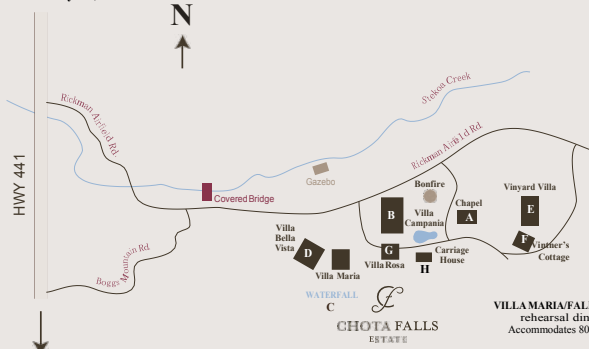 N
HWY 441
Rickman Airfield Rd.
Stekoa Creek
Rickman Airfield Rd.
Gazebo
Covered Bridge
Boggs Mountain Rd.
Bonfire
B
Villa
Campania
Chapel
A
Vinyard Villa
E
F
Vintner's
Cottage
Villa
Bella
Vista
D
Villa Maria
G
Villa Rosa
H
Carriage
House
WATERFALL
C
CHOTA FALLS
ESTATE
VILLA MARIA/FALL
rehearsal din
Accommodates 80